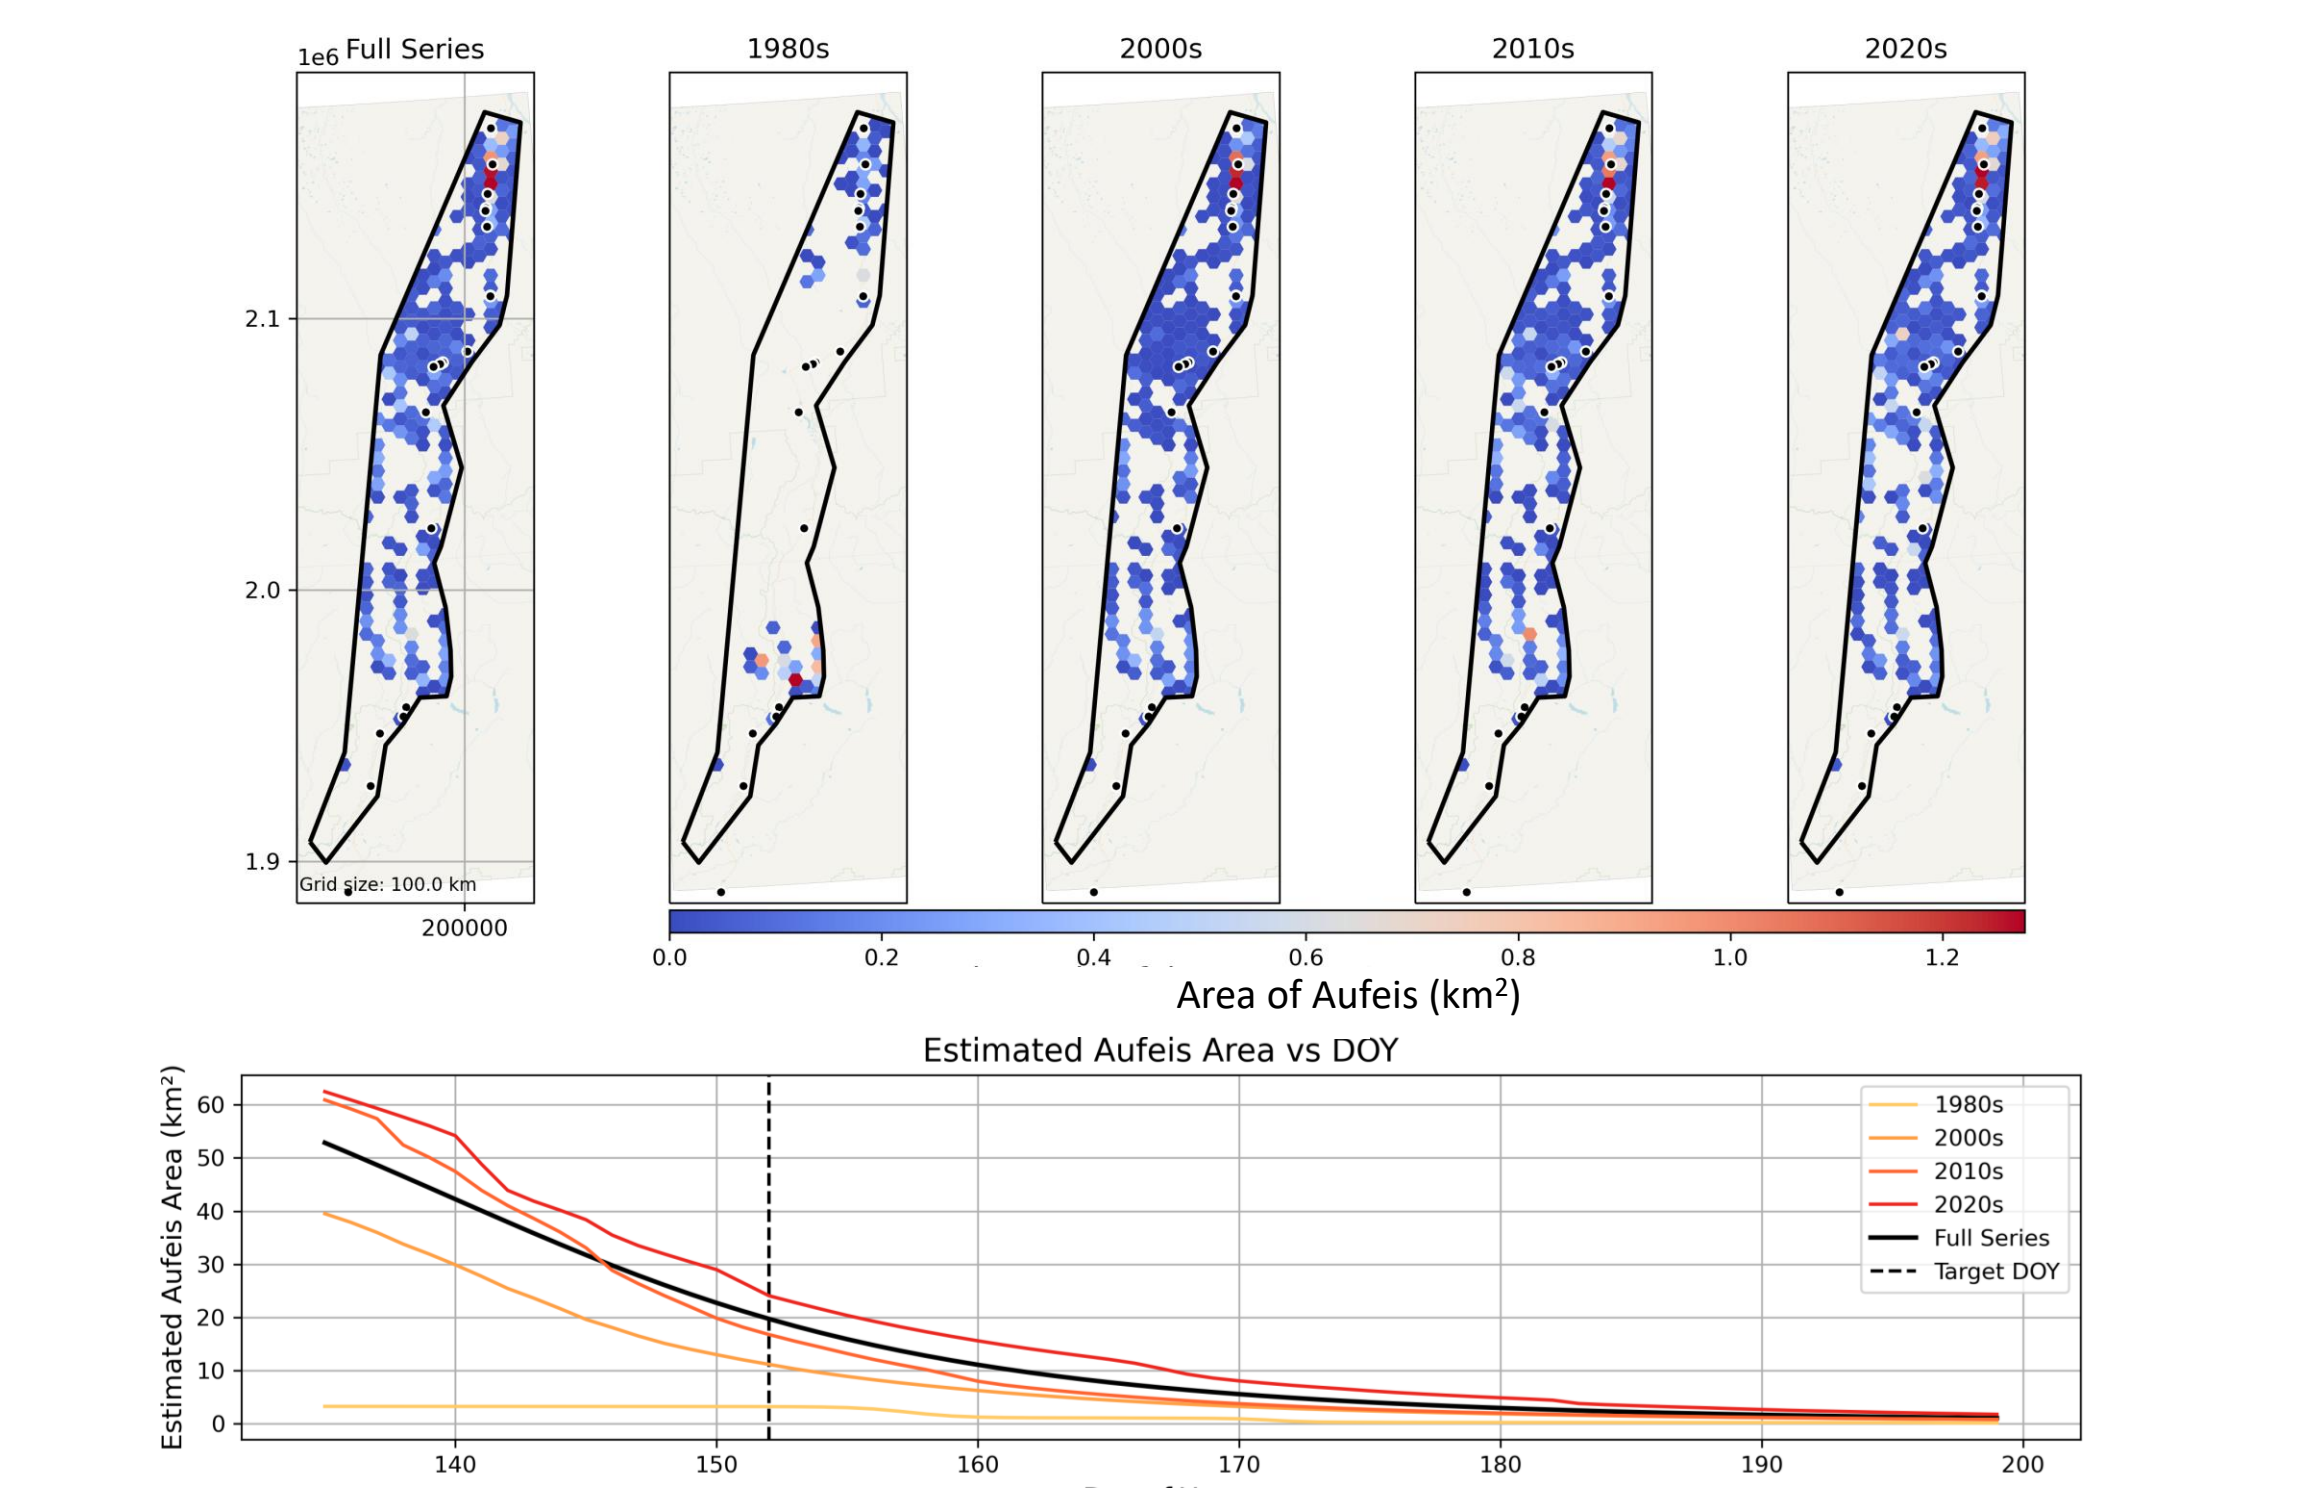 1e6 Full Series 1980s 2000s 2010s 2020s
2.1
2.0
1.9
Grid size: 100.0 km
200000
0.0 0.2 0.4 0.6 0.8 1.0 1.2
Area of Aufeis (km²)
Estimated Aufeis Area vs DOY
Estimated Aufeis Area (km²)
60
50
40
30
20
10
0
1980s
2000s
2010s
2020s
Full Series
Target DOY
140 150 160 170 180 190 200